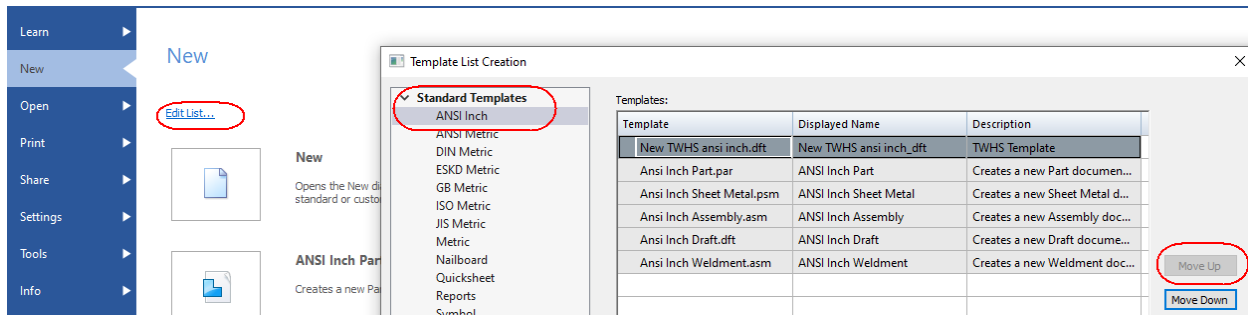 Learn
New
Open
Print
Share
Settings
Tools
Info
New
Edit List...
New
Opens the New di
standard or custo
ANSI Inch Par
Creates a new Pa
Template List Creation
Standard Templates
ANSI Inch
ANSI Metric
DIN Metric
ESKD Metric
GB Metric
ISO Metric
JIS Metric
Metric
Nailboard
Quicksheet
Reports
Symbol
Templates:
Template Displayed Name Description
New TWHS ansi inch.dft New TWHS ansi inch_dft TWHS Template
Ansi Inch Part.par ANSI Inch Part Creates a new Part documen...
Ansi Inch Sheet Metal.psm ANSI Inch Sheet Metal Creates a new Sheet Metal d...
Ansi Inch Assembly.asm ANSI Inch Assembly Creates a new Assembly doc...
Ansi Inch Draft.dft ANSI Inch Draft Creates a new Draft docume...
Ansi Inch Weldment.asm ANSI Inch Weldment Creates a new Weldment doc...
Move Up
Move Down